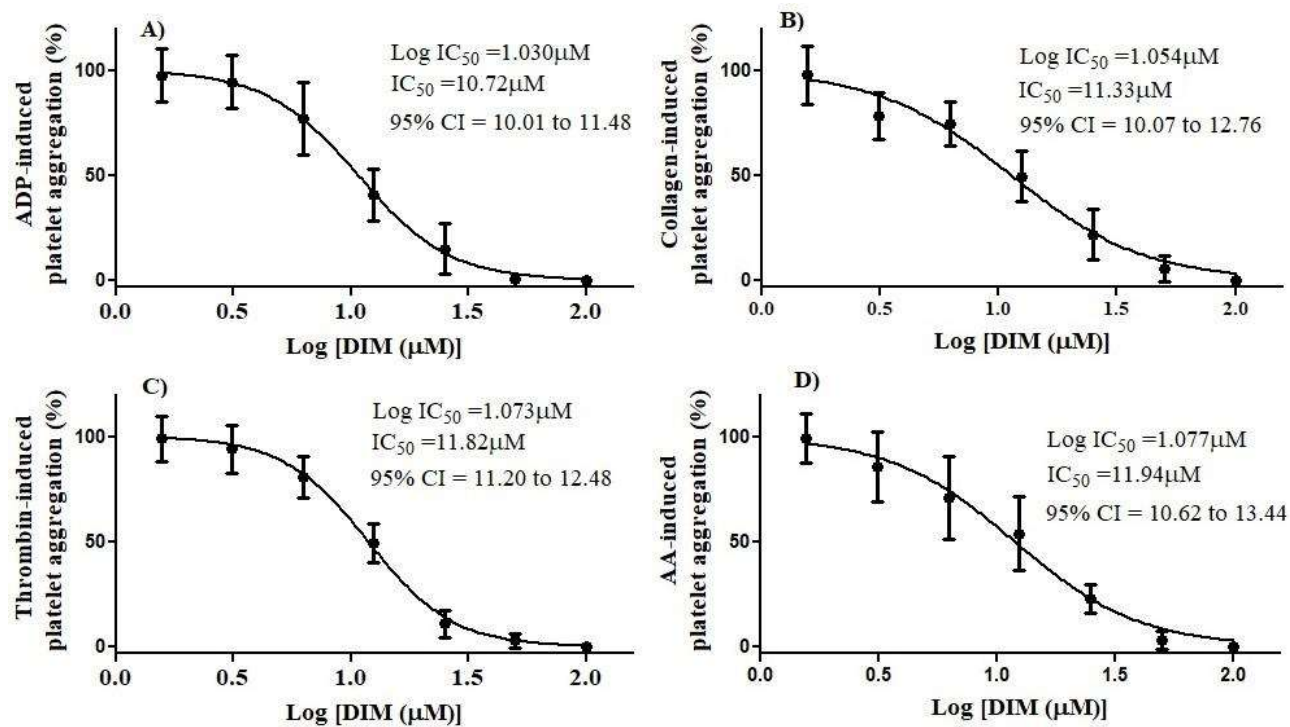 A)
Log IC50 =1.030μM
IC50 =10.72μM
95% CI = 10.01 to 11.48
ADP-induced
platelet aggregation (%)
100
50
0
0.0 0.5 1.0 1.5 2.0
Log [DIM (μM)]
B)
Log IC50 =1.054μM
IC50 =11.33μM
95% CI = 10.07 to 12.76
Collagen-induced
platelet aggregation (%)
100
50
0
0.0 0.5 1.0 1.5 2.0
Log [DIM (μM)]
C)
Log IC50 =1.073μM
IC50 =11.82μM
95% CI = 11.20 to 12.48
Thrombin-induced
platelet aggregation (%)
100
50
0
0.0 0.5 1.0 1.5 2.0
Log [DIM (μM)]
D)
Log IC50 =1.077μM
IC50 =11.94μM
95% CI = 10.62 to 13.44
AA-induced
platelet aggregation (%)
100
50
0
0.0 0.5 1.0 1.5 2.0
Log [DIM (μM)]